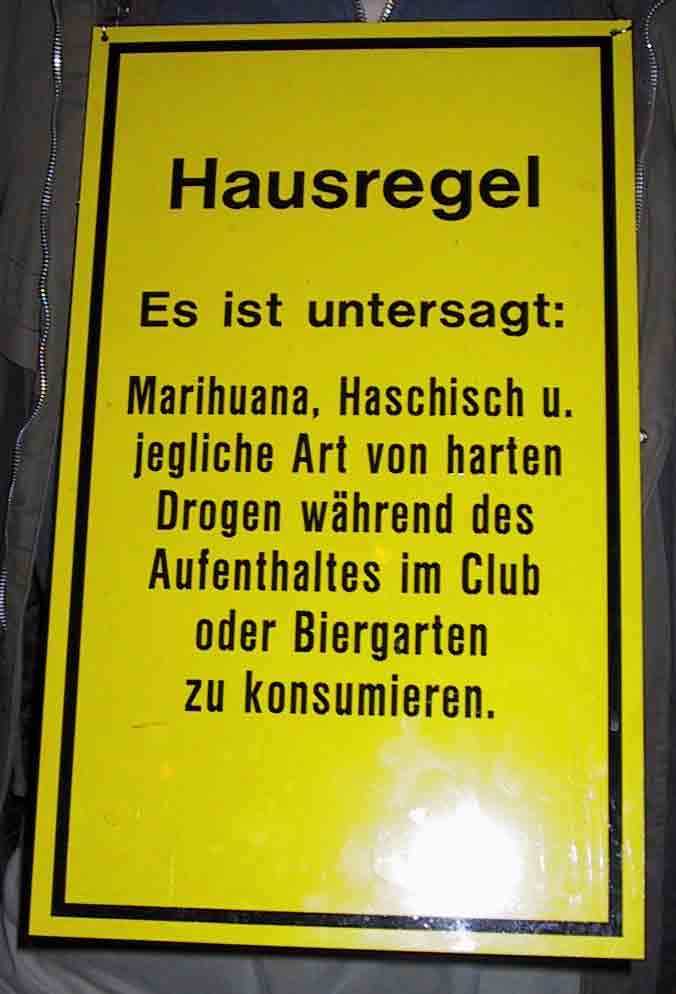 Hausregel
Es ist untersagt:
Marihuana, Haschisch u.
jegliche Art von harten
Drogen während des
Aufenthaltes im Club
oder Biergarten
zu konsumieren.